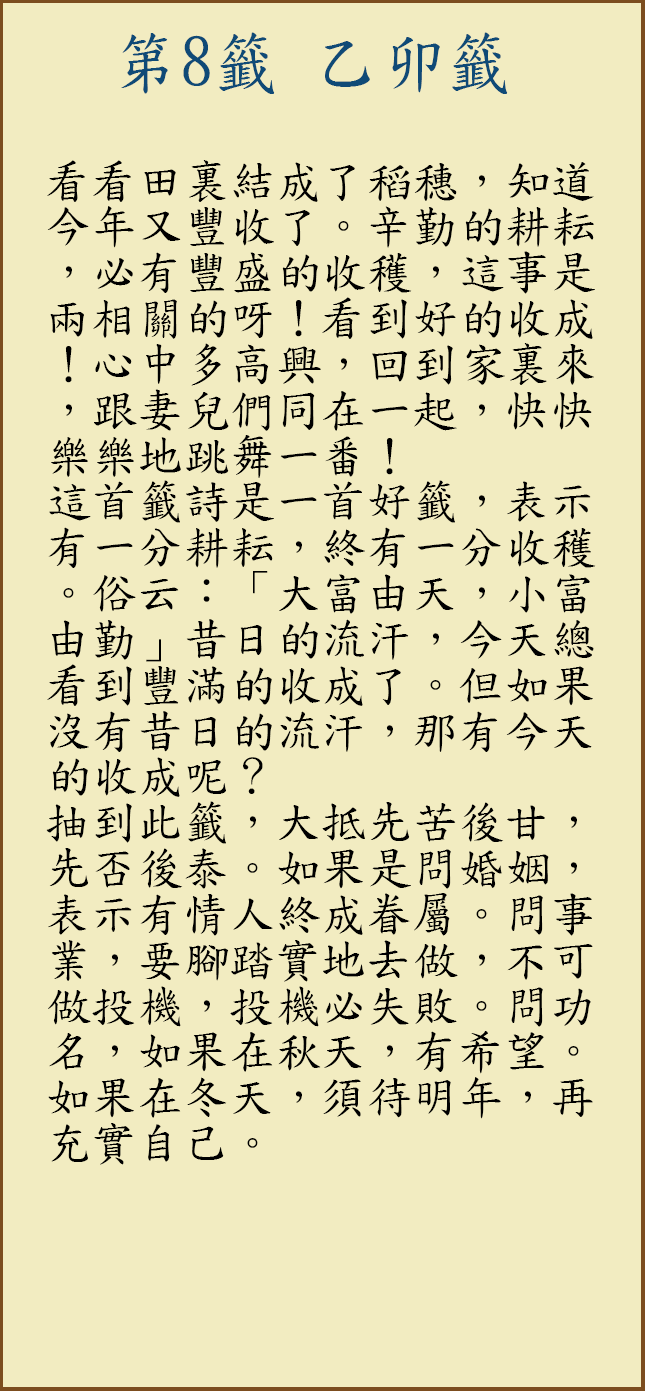 第8籤 乙卯籤
看看田裏結成了稻穗，知道
今年又豐收了。辛勤的耕耘
，必有豐盛的收穫，這事是
兩相關的呀！看到好的收成
！心中多高興，回到家裏來
，跟妻兒們同在一起，快快
樂樂地跳舞一番！
這首籤詩是一首好籤，表示
有一分耕耘，終有一分收穫
。俗云：「大富由天，小富
由勤」昔日的流汗，今天總
看到豐滿的收成了。但如果
沒有昔日的流汗，那有今天
的收成呢？
抽到此籤，大抵先苦後甘，
先否後泰。如果是問婚姻，
表示有情人終成眷屬。問事
業，要腳踏實地去做，不可
做投機，投機必失敗。問功
名，如果在秋天，有希望。
如果在冬天，須待明年，再
充實自己。